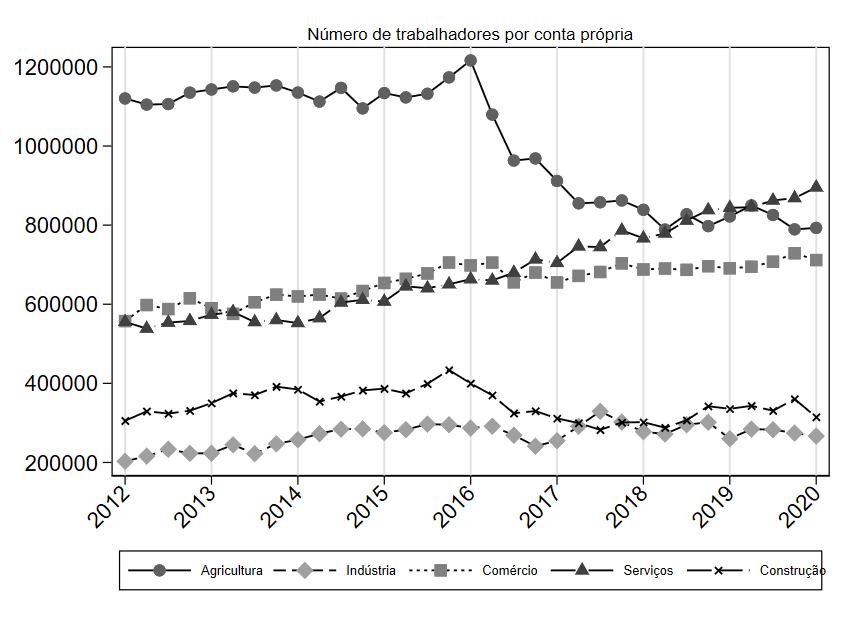 Número de trabalhadores por conta própria
1200000
1000000
800000
600000
400000
200000
2012 2013 2014 2015 2016 2017 2018 2019 2020
Agricultura Indústria Comércio Serviços Construção